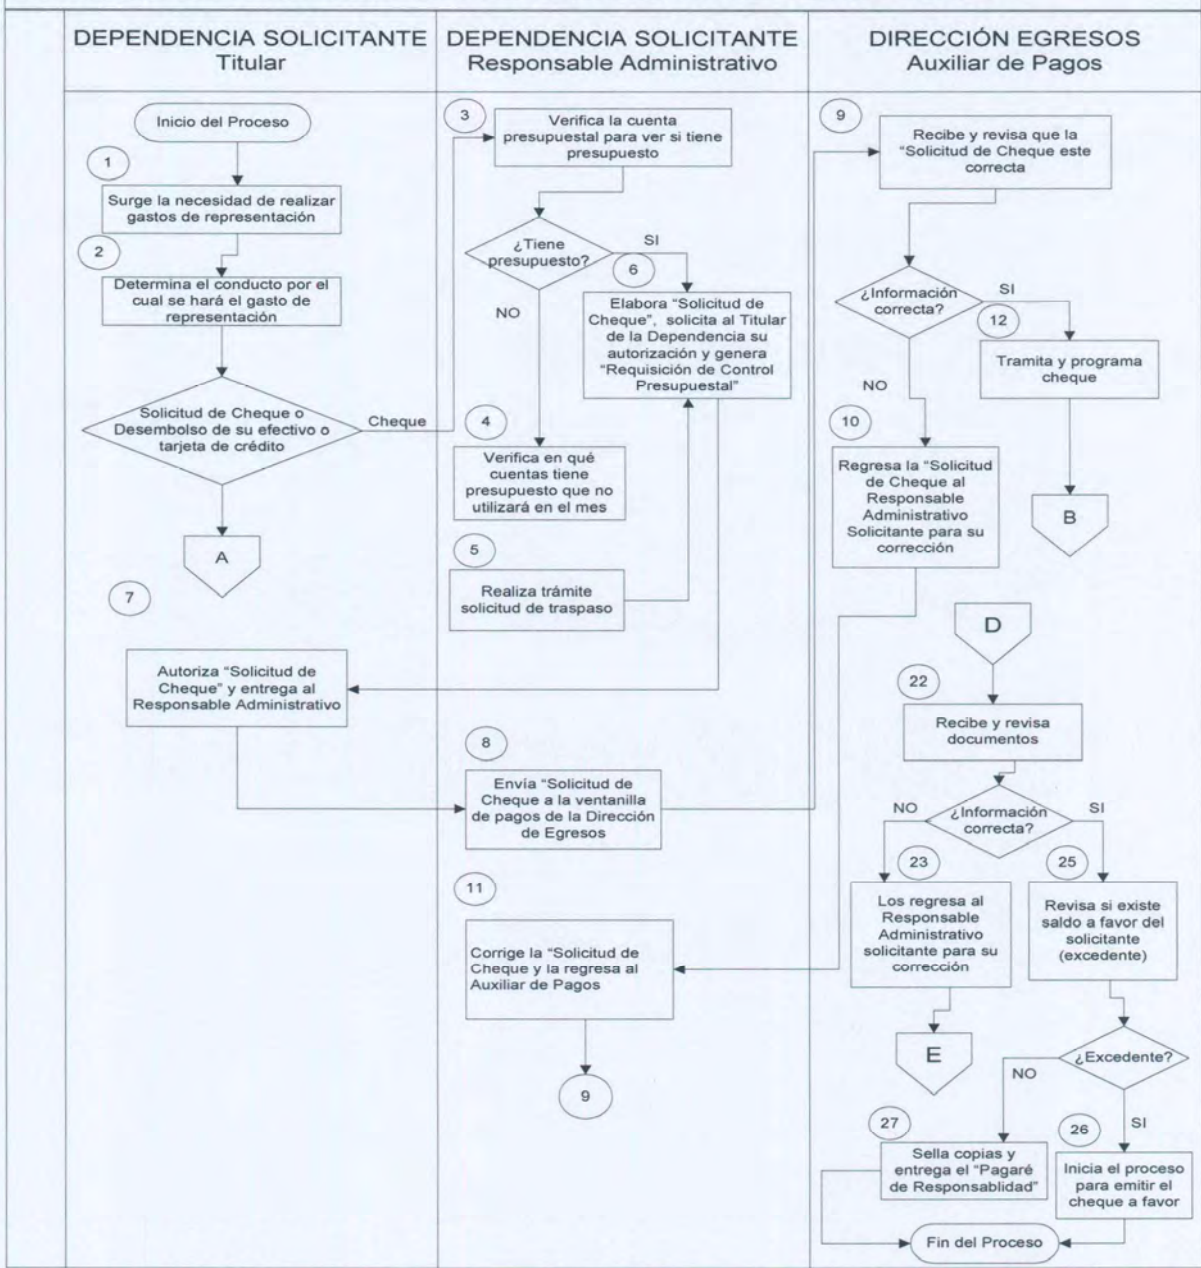 DEPENDENCIA SOLICITANTE
Titular
DEPENDENCIA SOLICITANTE
Responsable Administrativo
DIRECCIÓN EGRESOS
Auxiliar de Pagos
Inicio del Proceso
1
Surge la necesidad de realizar
gastos de representación
2
Determina el conducto por el
cual se hará el gasto de
representación
Solicitud de Cheque o
Desembolso de su efectivo o
tarjeta de crédito
Cheque
A
7
Autoriza “Solicitud de
Cheque” y entrega al
Responsable Administrativo
3
Verifica la cuenta
presupuestal para ver si tiene
presupuesto
¿Tiene
presupuesto?
SI
6
NO
Elabora “Solicitud de
Cheque”, solicita al Titular
de la Dependencia su
autorización y genera
“Requisición de Control
Presupuestal”
4
Verifica en qué
cuentas tiene
presupuesto que no
utilizará en el mes
5
Realiza trámite
solicitud de traspaso
8
Envía “Solicitud de
Cheque a la ventanilla
de pagos de la Dirección
de Egresos
11
Corrige la “Solicitud de
Cheque y la regresa al
Auxiliar de Pagos
9
9
Recibe y revisa que la
“Solicitud de Cheque este
correcta
¿Información
correcta?
SI
12
Tramita y programa
cheque
B
NO
10
Regresa la “Solicitud
de Cheque al
Responsable
Administrativo
Solicitante para su
corrección
D
22
Recibe y revisa
documentos
NO
¿Información
correcta?
SI
23
Los regresa al
Responsable
Administrativo
solicitante para su
corrección
E
25
Revisa si existe
saldo a favor del
solicitante
(excedente)
¿Excedente?
NO
SI
27
Sella copias y
entrega el “Pagaré
de Responsablidad”
26
Inicia el proceso
para emitir el
cheque a favor
Fin del Proceso